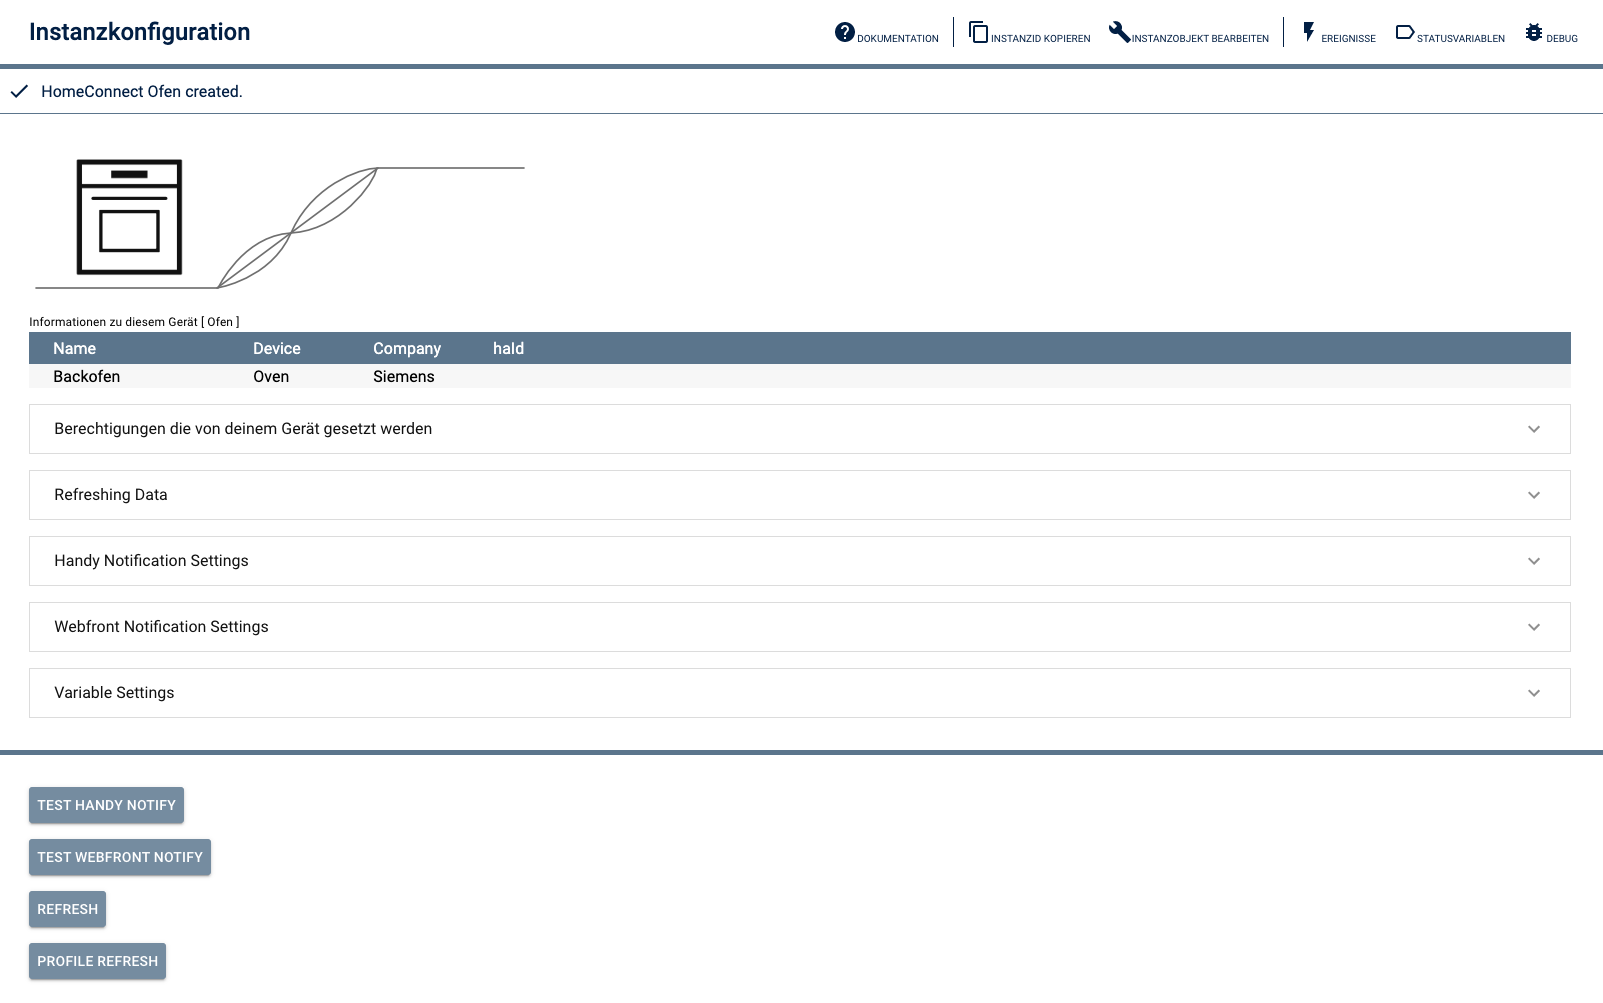 Instanzkonfiguration
DOKUMENTATION INSTANZID KOPIEREN INSTANZOBJEKT BEARBEITEN EREIGNISSE STATUSVARIABLEN DEBUG
HomeConnect Ofen created.
Informationen zu diesem Gerät [ Ofen ]
Name Device Company haId
Backofen Oven Siemens
Berechtigungen die von deinem Gerät gesetzt werden
Refreshing Data
Handy Notification Settings
Webfront Notification Settings
Variable Settings
TEST HANDY NOTIFY
TEST WEBFRONT NOTIFY
REFRESH
PROFILE REFRESH